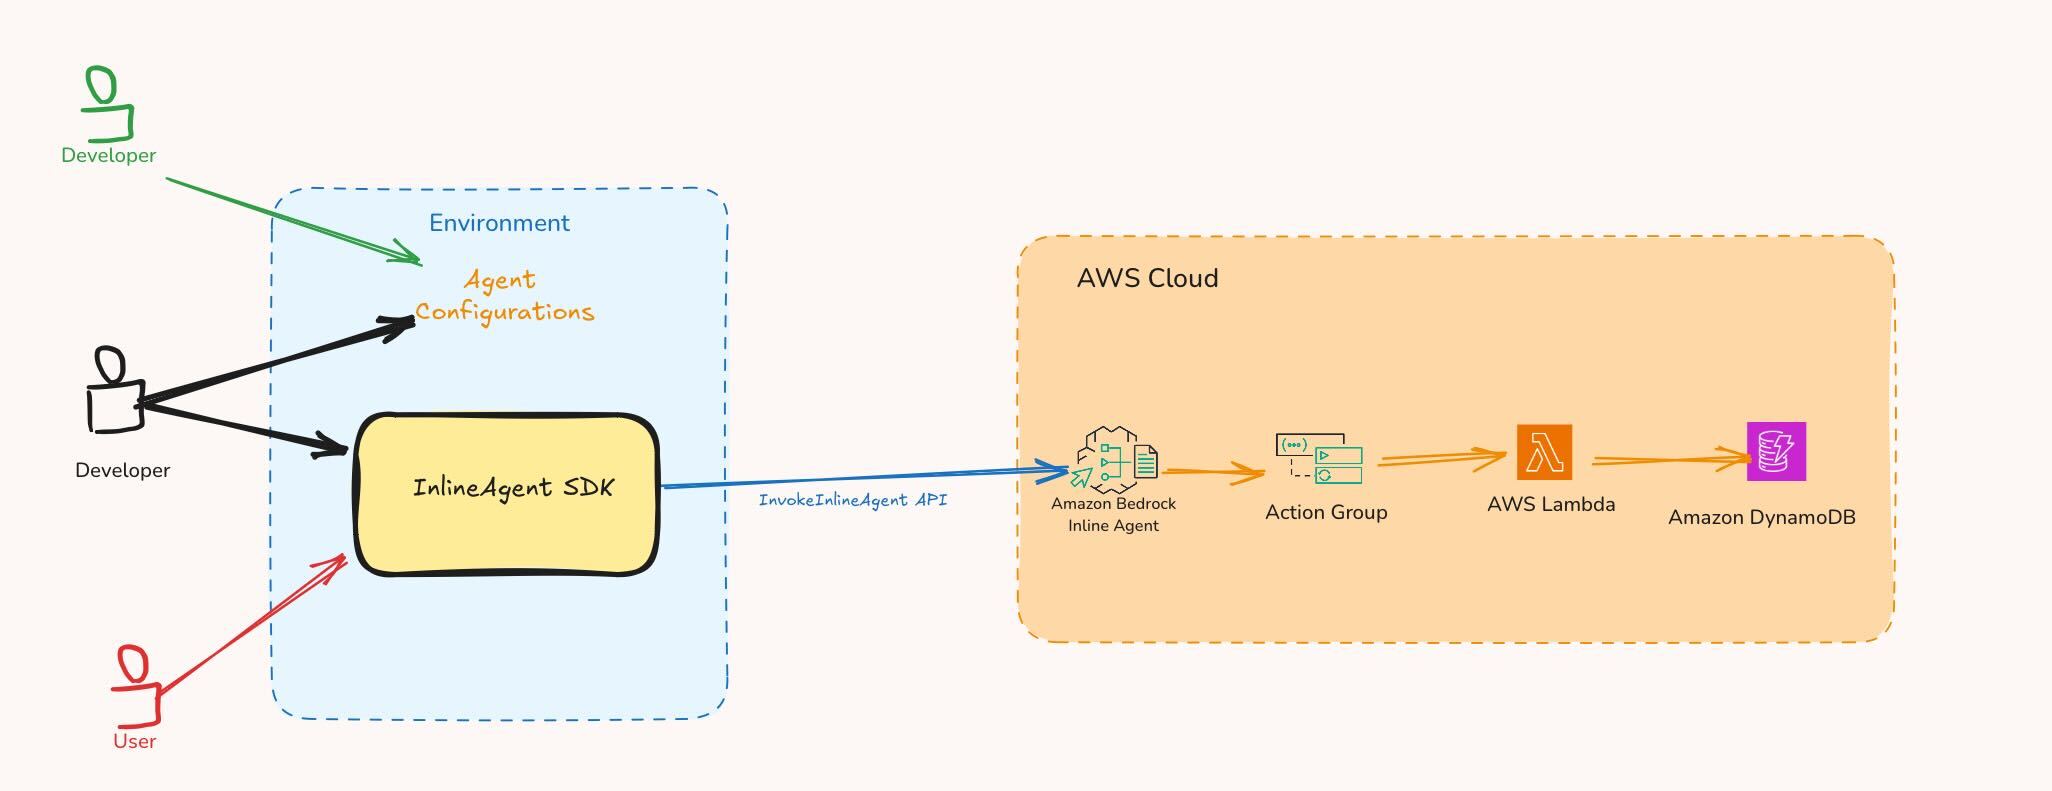 Developer
Environment
Agent
Configurations
AWS Cloud
Developer
InlineAgent SDK
InvokeInlineAgent API
Amazon Bedrock
Inline Agent
Action Group
AWS Lambda
Amazon DynamoDB
User